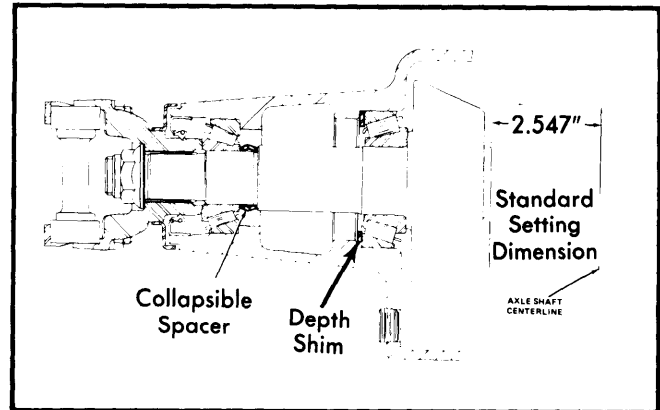 2.547"
Standard
Setting
Dimension
Collapsible
Spacer
Depth
Shim
AXLE SHAFT
CENTERLINE